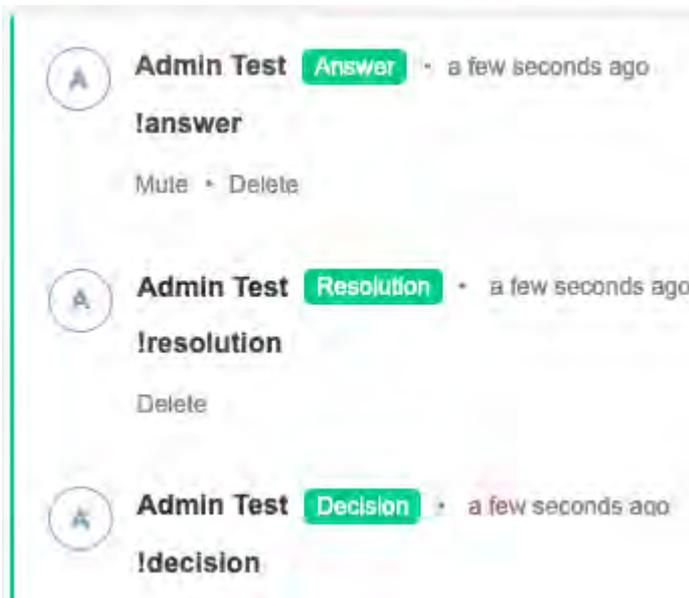 A Admin Test Answer • a few seconds ago
!answer
Mute • Delete
A Admin Test Resolution • a few seconds ago
!resolution
Delete
A Admin Test Decision • a few seconds ago
!decision